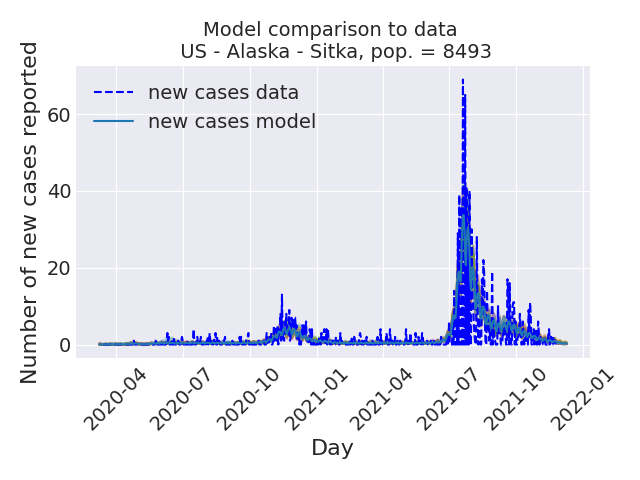 Model comparison to data
US - Alaska - Sitka, pop. = 8493
new cases data
new cases model
Number of new cases reported
60
40
20
0
2020-04
2020-07
2020-10
2021-01
2021-04
2021-07
2021-10
2022-01
Day